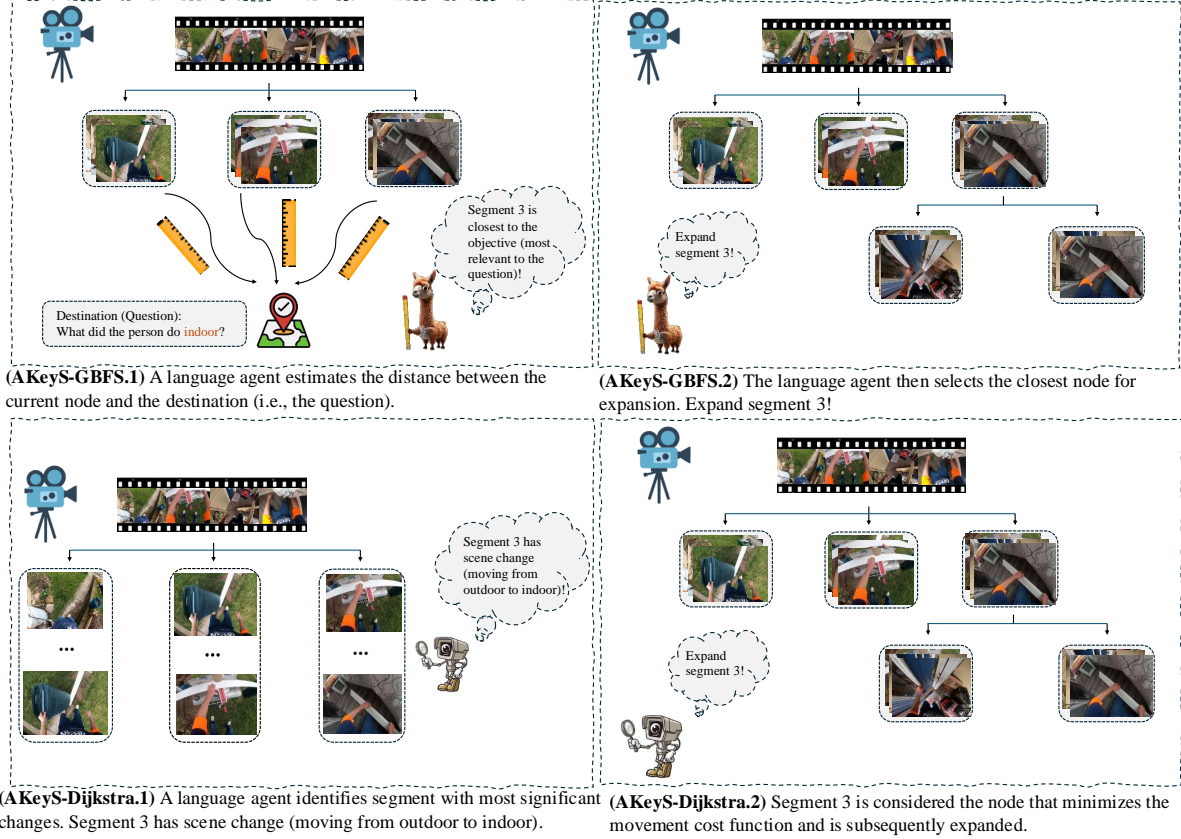 Segment 3 is
closest to the
objective (most
relevant to the
question)!
Destination (Question):
What did the person do indoor?
(AKeyS-GBFS.1) A language agent estimates the distance between the
current node and the destination (i.e., the question).
Expand
segment 3!
(AKeyS-GBFS.2) The language agent then selects the closest node for
expansion. Expand segment 3!
Segment 3 has
scene change
(moving from
outdoor to indoor)!
(AKeyS-Dijkstra.1) A language agent identifies segment with most significant
changes. Segment 3 has scene change (moving from outdoor to indoor).
Expand
segment 3!
(AKeyS-Dijkstra.2) Segment 3 is considered the node that minimizes the
movement cost function and is subsequently expanded.